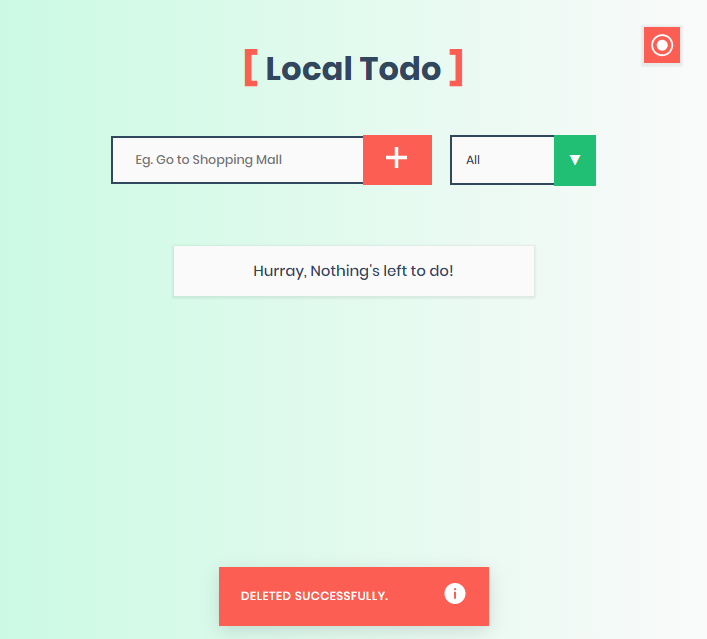 [ Local Todo ]
Eg. Go to Shopping Mall
All
Hurray, Nothing's left to do!
DELETED SUCCESSFULLY.